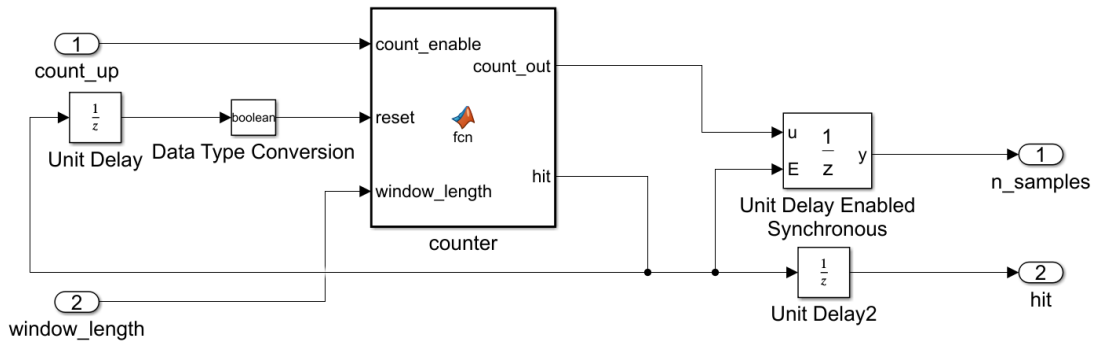 1
count_up
count_enable
count_out
1
z
Unit Delay
boolean
Data Type Conversion
reset
fcn
window_length
hit
counter
u
E
1
z
y
Unit Delay Enabled
Synchronous
1
n_samples
1
z
Unit Delay2
2
hit
2
window_length